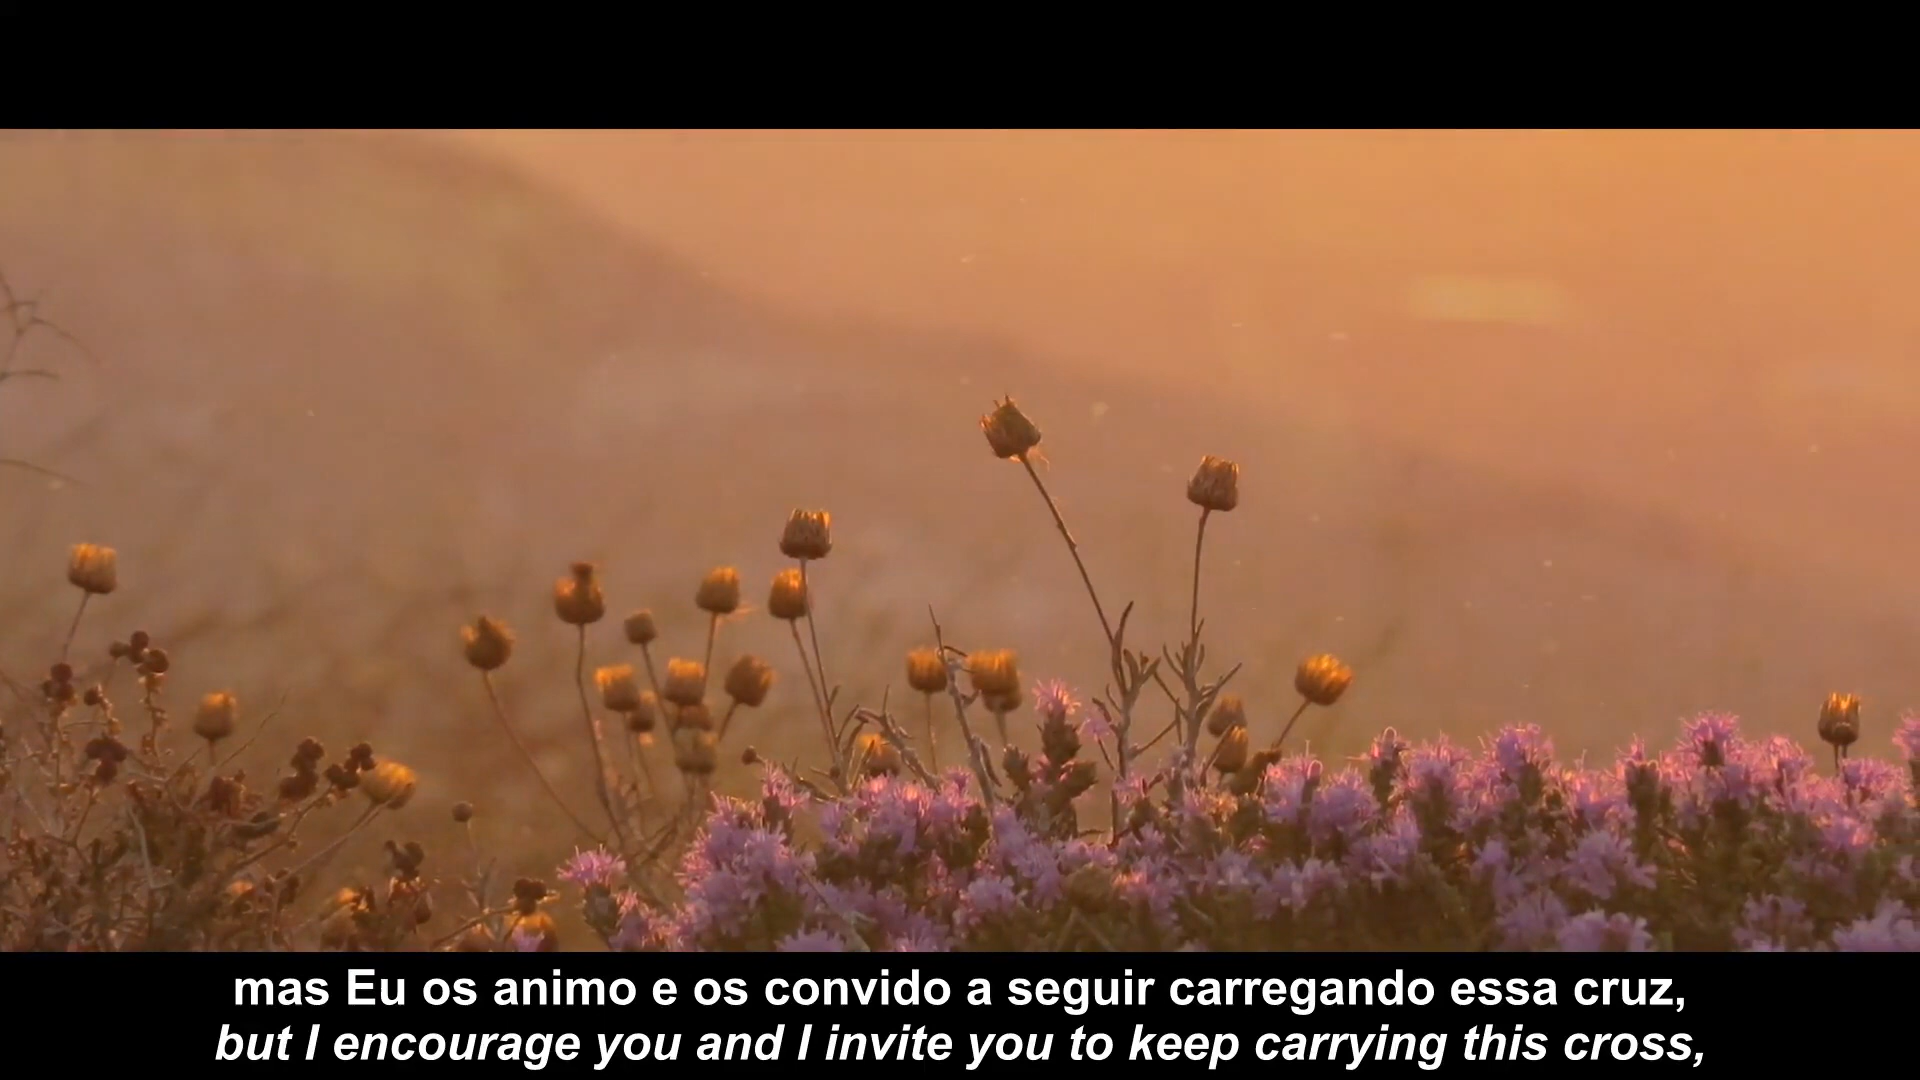 mas Eu os animo e os convido a seguir carregando essa cruz,
but I encourage you and I invite you to keep carrying this cross,